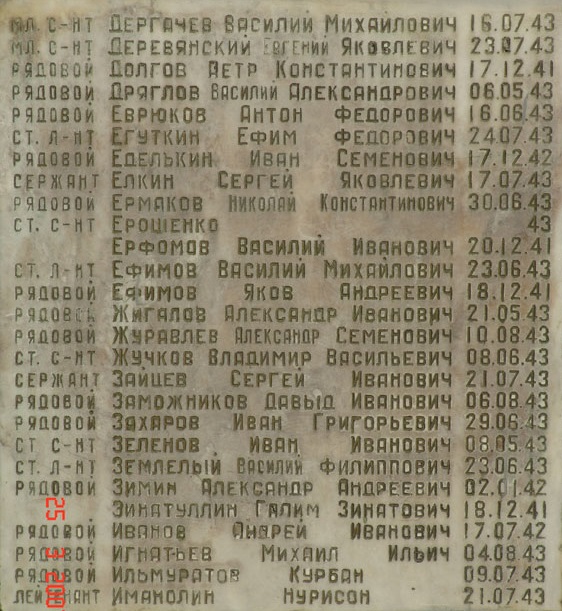 МЛ. С-НТ ДЕРГАЧЕВ ВАСИЛИЙ МИХАЙЛОВИЧ 16.07.43
МЛ. С-НТ ДЕРЕВЯНСКИЙ ЕВГЕНИЙ ЯКОВЛЕВИЧ 23.07.43
РЯДОВОЙ ДОЛГОВ ПЕТР КОНСТАНТИНОВИЧ 17.12.41
РЯДОВОЙ ДРЯГЛОВ ВАСИЛИЙ АЛЕКСАНДРОВИЧ 06.05.43
РЯДОВОЙ ЕВРЮКОВ АНТОН ФЕДОРОВИЧ 16.06.43
СТ. Л-НТ ЕГУТКИН ЕФИМ ФЕДОРОВИЧ 24.07.43
РЯДОВОЙ ЕДЕЛЬКИН ИВАН СЕМЕНОВИЧ 17.12.42
СЕРЖАНТ ЕЛКИН СЕРГЕЙ ЯКОВЛЕВИЧ 17.07.43
РЯДОВОЙ ЕРМАКОВ НИКОЛАЙ КОНСТАНТИНОВИЧ 30.06.43
СТ. С-НТ ЕРОШЕНКО 43
ЕРФОМОВ ВАСИЛИЙ ИВАНОВИЧ 20.12.41
СТ. Л-НТ ЕФИМОВ ВАСИЛИЙ МИХАЙЛОВИЧ 23.06.43
РЯДОВОЙ ЕФИМОВ ЯКОВ АНДРЕЕВИЧ 18.12.41
РЯДОВОЙ ЖИГАЛОВ АЛЕКСАНДР ИВАНОВИЧ 21.05.43
РЯДОВОЙ ЖУРАВЛЕВ АЛЕКСАНДР СЕМЕНОВИЧ 10.08.43
СТ. С-НТ ЖУЧКОВ ВЛАДИМИР ВАСИЛЬЕВИЧ 08.06.43
СЕРЖАНТ ЗАЙЦЕВ СЕРГЕЙ ИВАНОВИЧ 21.07.43
РЯДОВОЙ ЗАМОЖНИКОВ ДАВЫД ИВАНОВИЧ 06.08.43
РЯДОВОЙ ЗАХАРОВ ИВАН ГРИГОРЬЕВИЧ 29.06.43
СТ С-НТ ЗЕЛЕНОВ ИВАН ИВАНОВИЧ 08.05.43
СТ. Л-НТ ЗЕМЛЕЛЫЙ ВАСИЛИЙ ФИЛИППОВИЧ 23.06.43
РЯДОВОЙ ЗИМИН АЛЕКСАНДР АНДРЕЕВИЧ 02.01.42
ЗИНАТУЛЛИН ГАЛИМ ЗИНАТОВИЧ 18.12.41
РЯДОВОЙ ИВАНОВ АНДРЕЙ ИВАНОВИЧ 17.07.42
РЯДОВОЙ ИГНАТЬЕВ МИХАИЛ ИЛЬИЧ 04.08.43
РЯДОВОЙ ИЛЬМУРАТОВ КУРБАН 09.07.43
ЛЕЙТЕНАНТ ИМАНОЛИН НУРИСОН 21.07.43
25